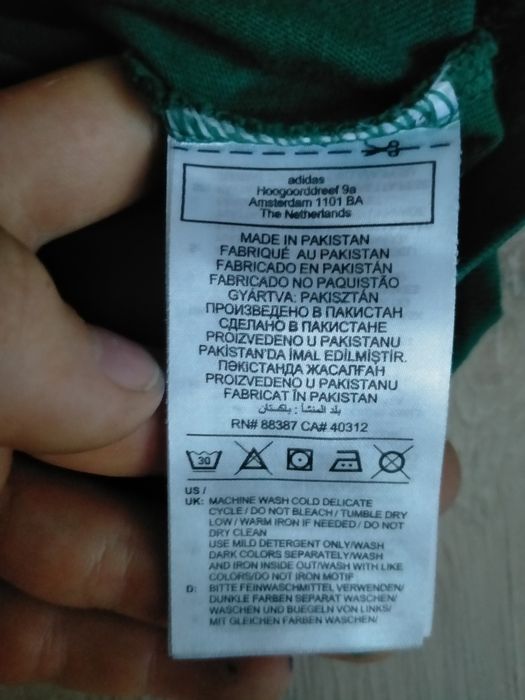 adidas
Hoogoorddreef 9a
Amsterdam 1101 BA
The Netherlands
MADE IN PAKISTAN
FABRIQUÉ AU PAKISTAN
FABRICADO EN PAKISTÁN
FABRICADO NO PAQUISTÃO
GYÁRTVA: PAKISZTÁN
ПРОИЗВЕДЕНО В ПАКИСТАН
СДЕЛАНО В ПАКИСТАНЕ
PROIZVEDENO U PAKISTANU
PAKİSTAN'DA İMAL EDİLMİŞTİR.
ПӘКІСТАНДА ЖАСАЛҒАН
PROIZVEDENO U PAKISTANU
FABRICAT ÎN PAKISTAN
بلد المنشأ : باكستان
RN# 88387 CA# 40312
30
US /
UK: MACHINE WASH COLD DELICATE
CYCLE / DO NOT BLEACH / TUMBLE DRY
LOW / WARM IRON IF NEEDED / DO NOT
DRY CLEAN
USE MILD DETERGENT ONLY/WASH
DARK COLORS SEPARATELY/WASH
AND IRON INSIDE OUT/WASH WITH LIKE
COLORS/DO NOT IRON MOTIF
D: BITTE FEINWASCHMITTEL VERWENDEN/
DUNKLE FARBEN SEPARAT WASCHEN/
WASCHEN UND BUEGELN VON LINKS/
MIT GLEICHEN FARBEN WASCHEN/